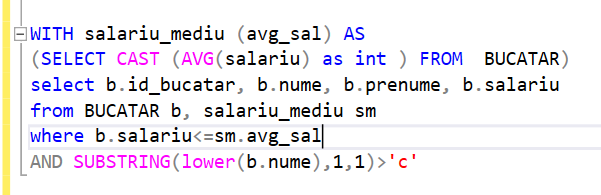 WITH salariu_mediu (avg_sal) AS
(SELECT CAST (AVG(salariu) as int ) FROM  BUCATAR)
select b.id_bucatar, b.nume, b.prenume, b.salariu
from BUCATAR b, salariu_mediu sm
where b.salariu<=sm.avg_sal
AND SUBSTRING(lower(b.nume),1,1)>'c'